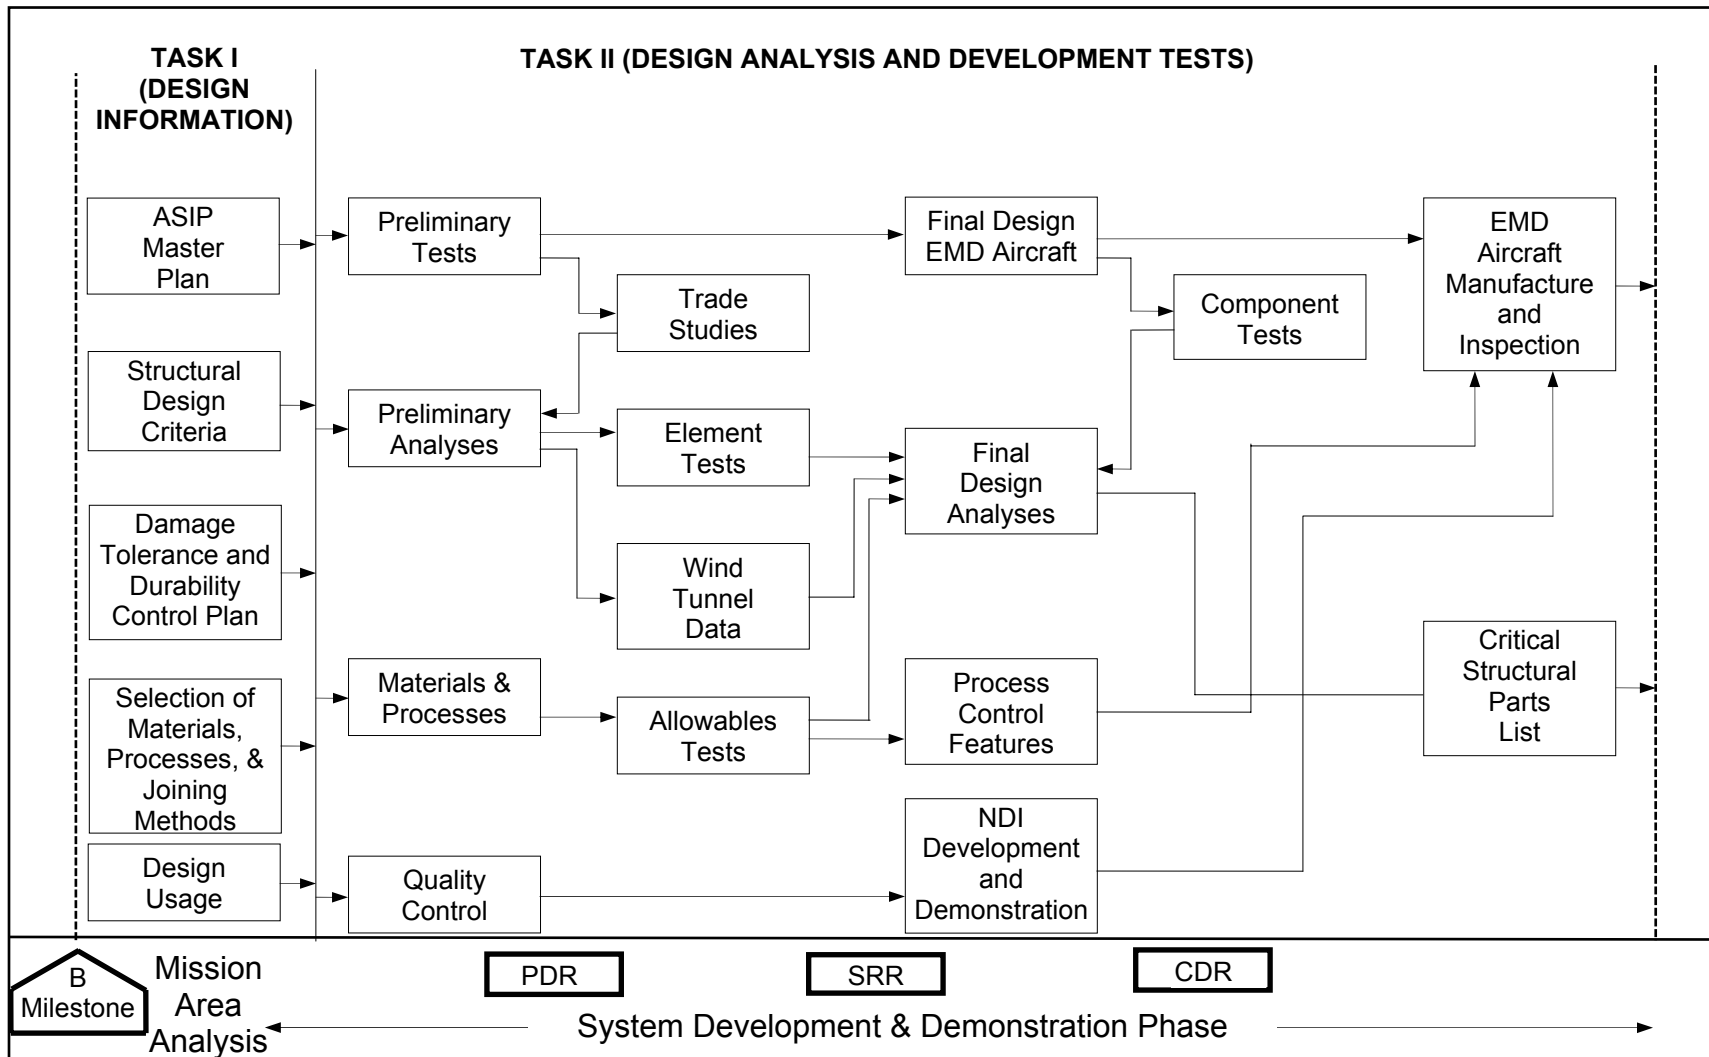 TASK I
(DESIGN
INFORMATION)
TASK II (DESIGN ANALYSIS AND DEVELOPMENT TESTS)
ASIP
Master
Plan
Structural
Design
Criteria
Damage
Tolerance and
Durability
Control Plan
Selection of
Materials,
Processes, &
Joining
Methods
Design
Usage
Preliminary
Tests
Preliminary
Analyses
Materials &
Processes
Quality
Control
Trade
Studies
Element
Tests
Wind
Tunnel
Data
Allowables
Tests
Final Design
EMD Aircraft
Final
Design
Analyses
Process
Control
Features
NDI
Development
and
Demonstration
Component
Tests
EMD
Aircraft
Manufacture
and
Inspection
Critical
Structural
Parts
List
B
Milestone
Mission
Area
Analysis
PDR
SRR
CDR
System Development & Demonstration Phase